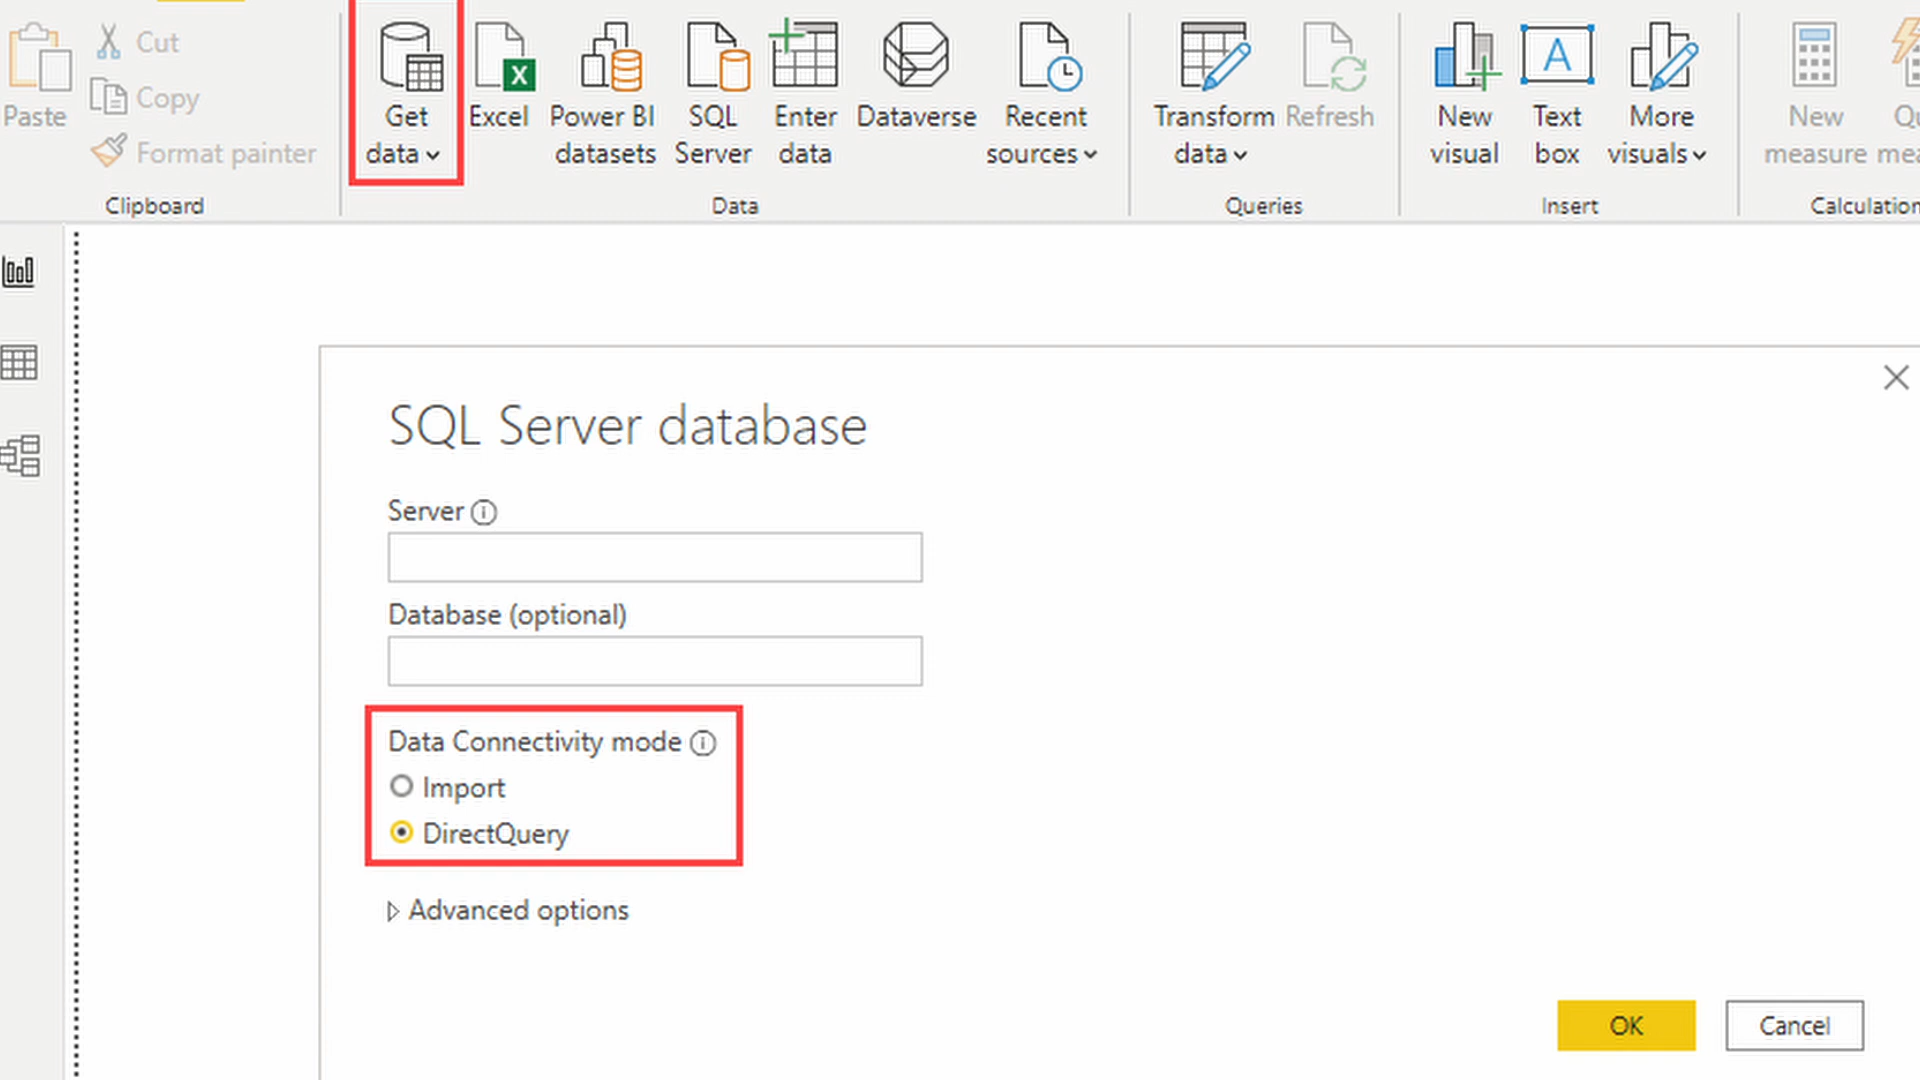 Paste
Cut
Copy
Format painter
Clipboard
Get
data
Excel
Power BI
datasets
SQL
Server
Enter
data
Dataverse
Recent
sources
Data
Transform
data
Refresh
Queries
New
visual
Text
box
More
visuals
Insert
New
measure
SQL Server database
Server
Database (optional)
Data Connectivity mode
Import
DirectQuery
Advanced options
OK
Cancel